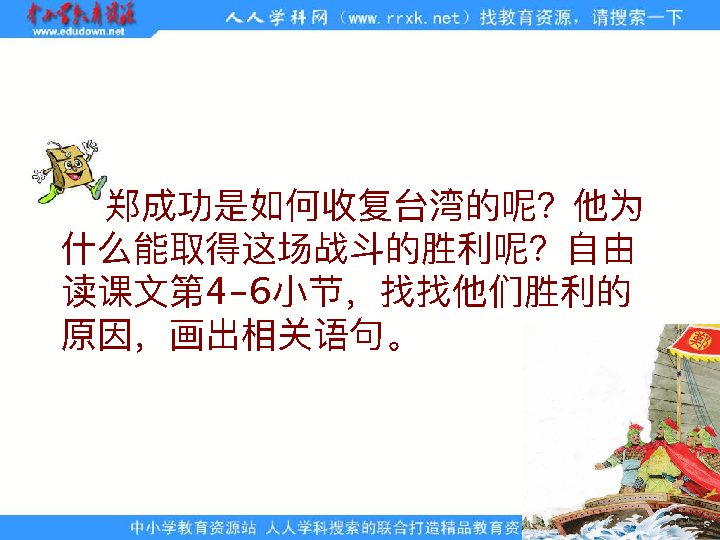 中小学教育资源
www.edudown.net
人人学科网（www.rrxk.net）找教育资源，请搜索一下
郑成功是如何收复台湾的呢？他为
什么能取得这场战斗的胜利呢？自由
读课文第4-6小节，找找他们胜利的
原因，画出相关语句。
郑
中小学教育资源站 人人学科搜索的联合打造精品教育资